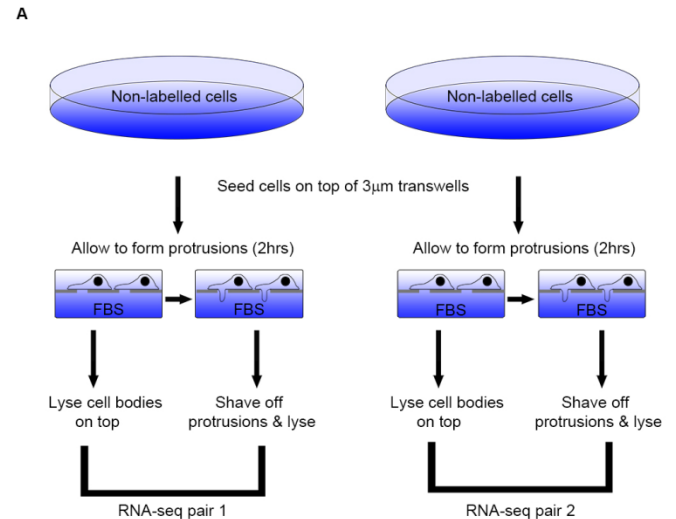 A
Non-labelled cells
Non-labelled cells
Seed cells on top of 3μm transwells
Allow to form protrusions (2hrs)
Allow to form protrusions (2hrs)
FBS
FBS
FBS
FBS
Lyse cell bodies
on top
Shave off
protrusions & lyse
Lyse cell bodies
on top
Shave off
protrusions & lyse
RNA-seq pair 1
RNA-seq pair 2